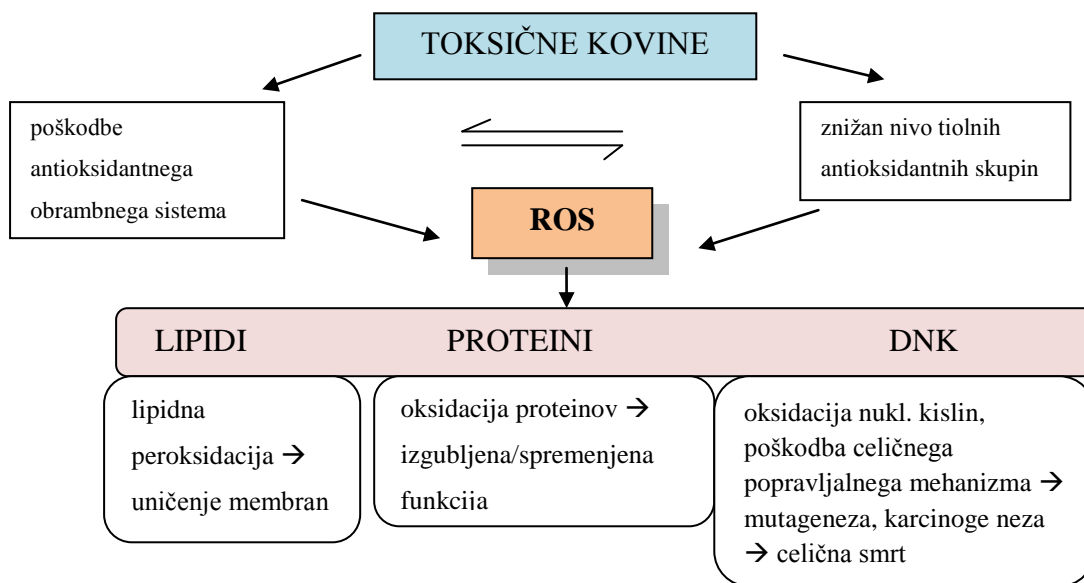 TOKSIČNE KOVINE
poškodbe
antioksidantnega
obrambnega sistema
znižan nivo tiolnih
antioksidantnih skupin
ROS
LIPIDI
PROTEINI
DNK
lipidna
peroksidacija →
uničenje membran
oksidacija proteinov →
izgubljena/spremenjena
funkcija
oksidacija nukl. kislin,
poškodba celičnega
popravljalnega mehanizma →
mutageneza, karcinoge neza
→ celična smrt